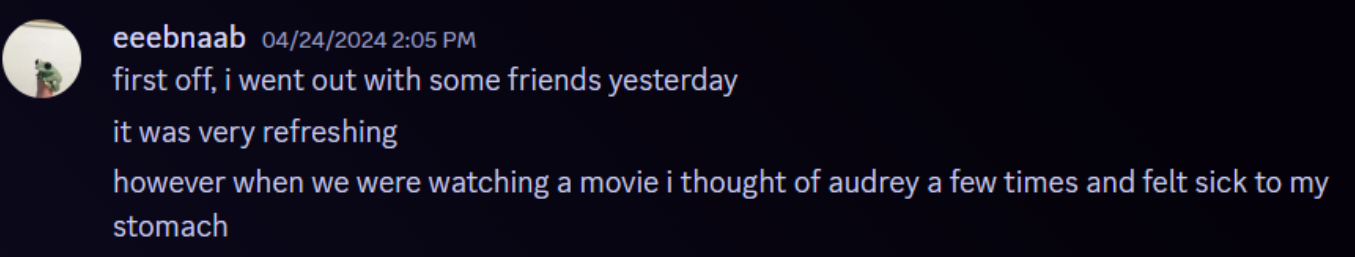 eeebnaab 04/24/2024 2:05 PM
first off, i went out with some friends yesterday
it was very refreshing
however when we were watching a movie i thought of audrey a few times and felt sick to my
stomach